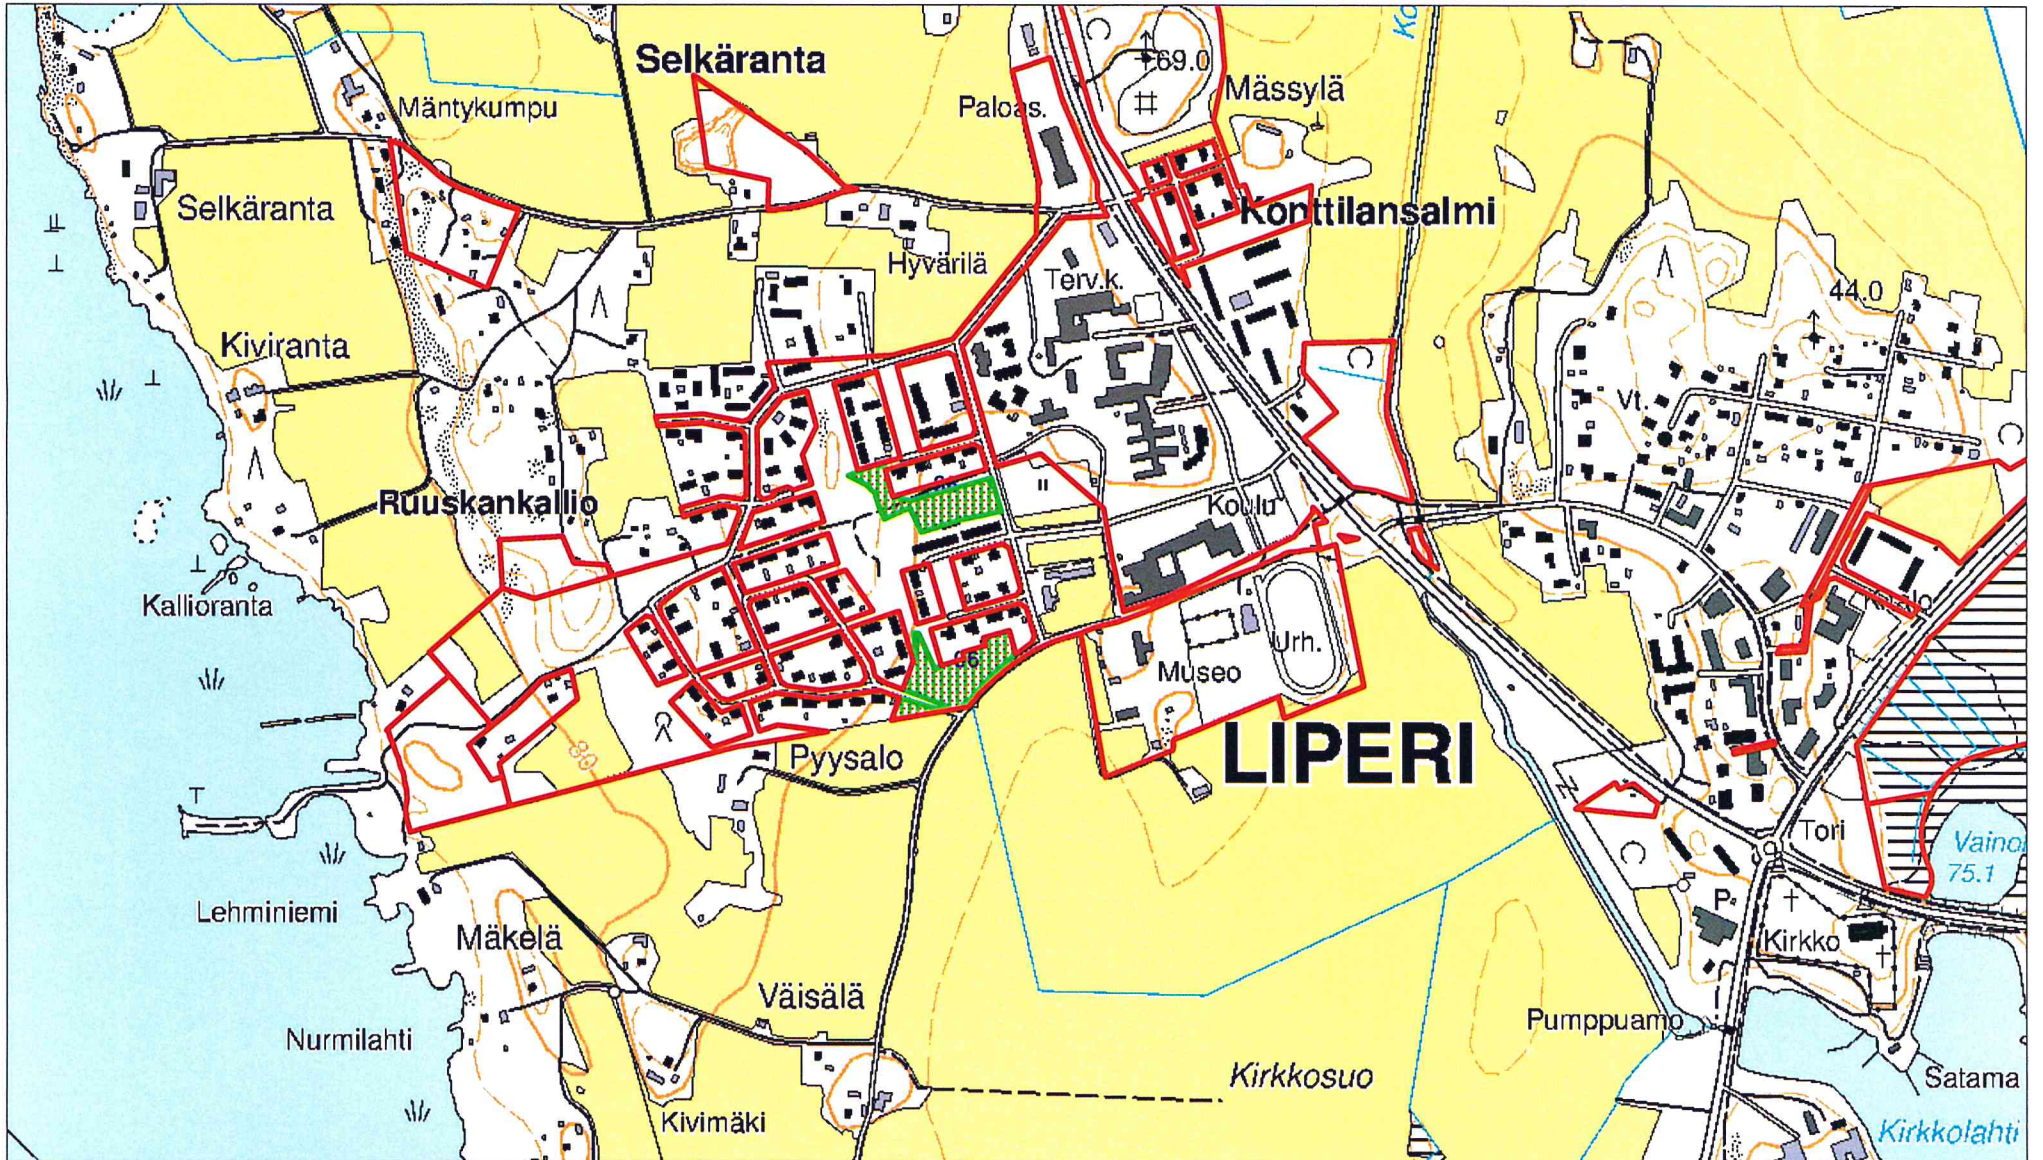 Selkäranta
69.0
Mässylä
Mäntykumpu
Paloas.
Selkäranta
Konttilansalmi
Hyvärilä
Terv.k.
44.0
Kiviranta
Vt.
Ruuskankallio
Koulu
Kallioranta
Urh.
Museo
LIPERI
Pyysalo
80
Tori
75.1
Lehminiemi
P.
Mäkelä
Kirkko
Väisälä
Pumppuamo
Nurmilahti
Kirkkosuo
Satama
Kivimäki
Kirkkolahti